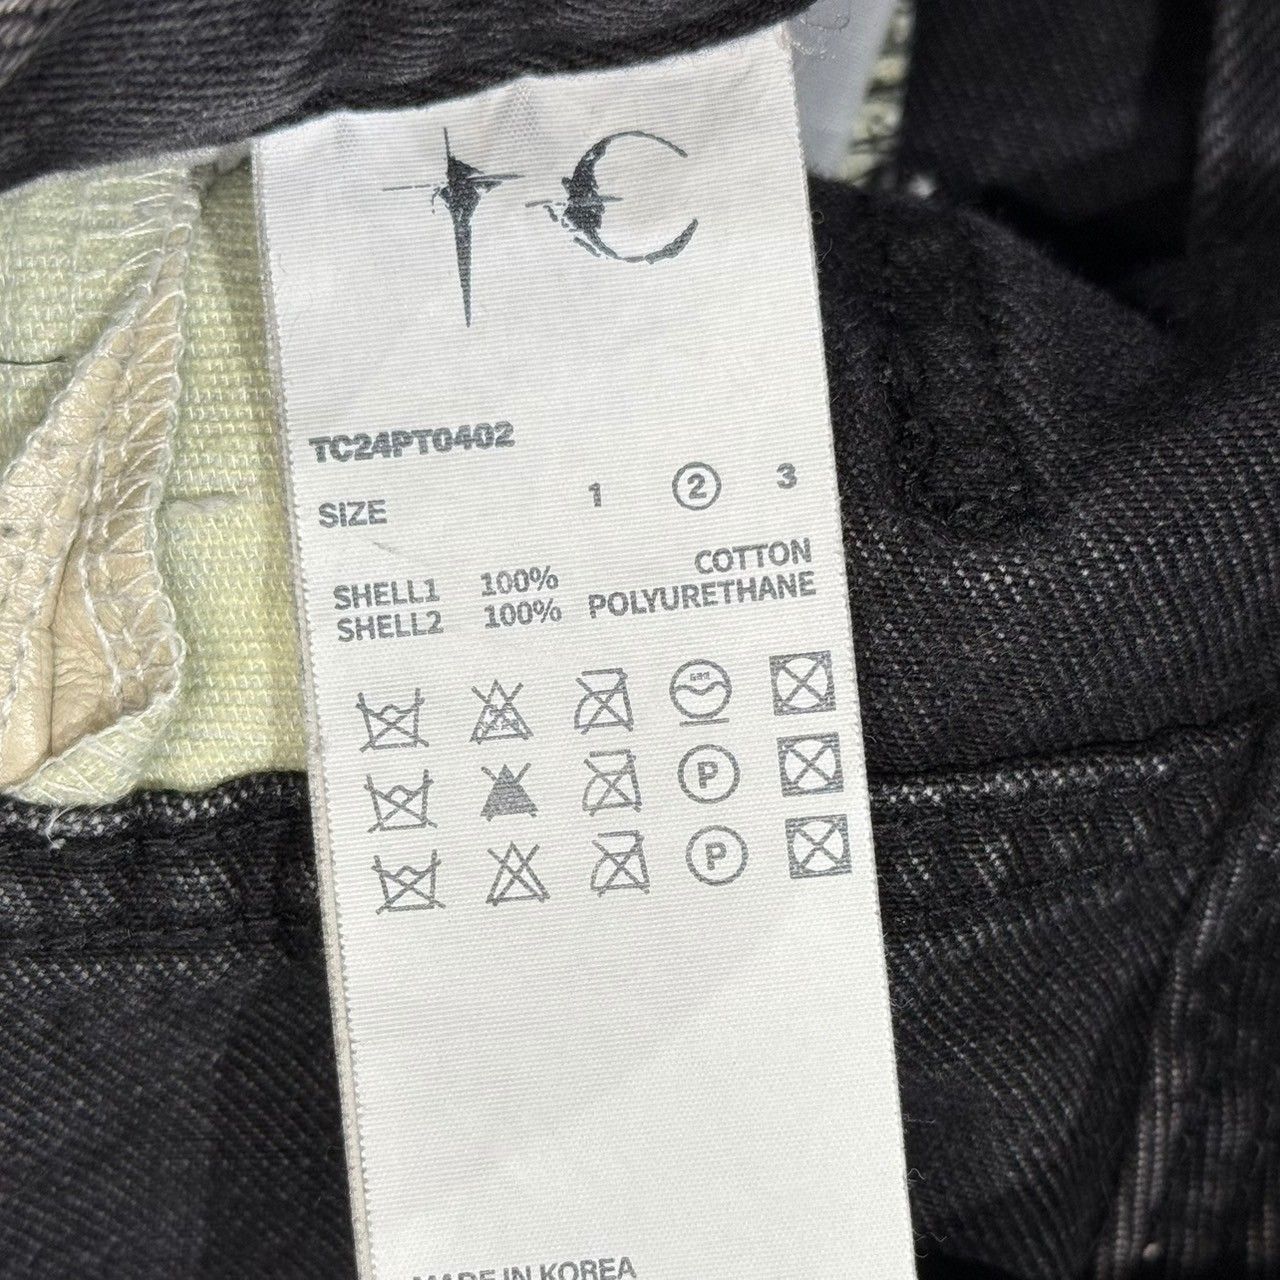 TC
TC24PT0402
SIZE 1 2 3
SHELL1 100% COTTON
SHELL2 100% POLYURETHANE
P
P
MADE IN KOREA